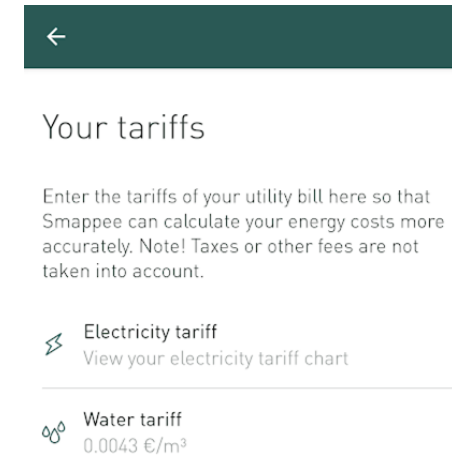 Your tariffs
Enter the tariffs of your utility bill here so that
Smappee can calculate your energy costs more
accurately. Note! Taxes or other fees are not
taken into account.
Electricity tariff
View your electricity tariff chart
Water tariff
0.0043 €/m³